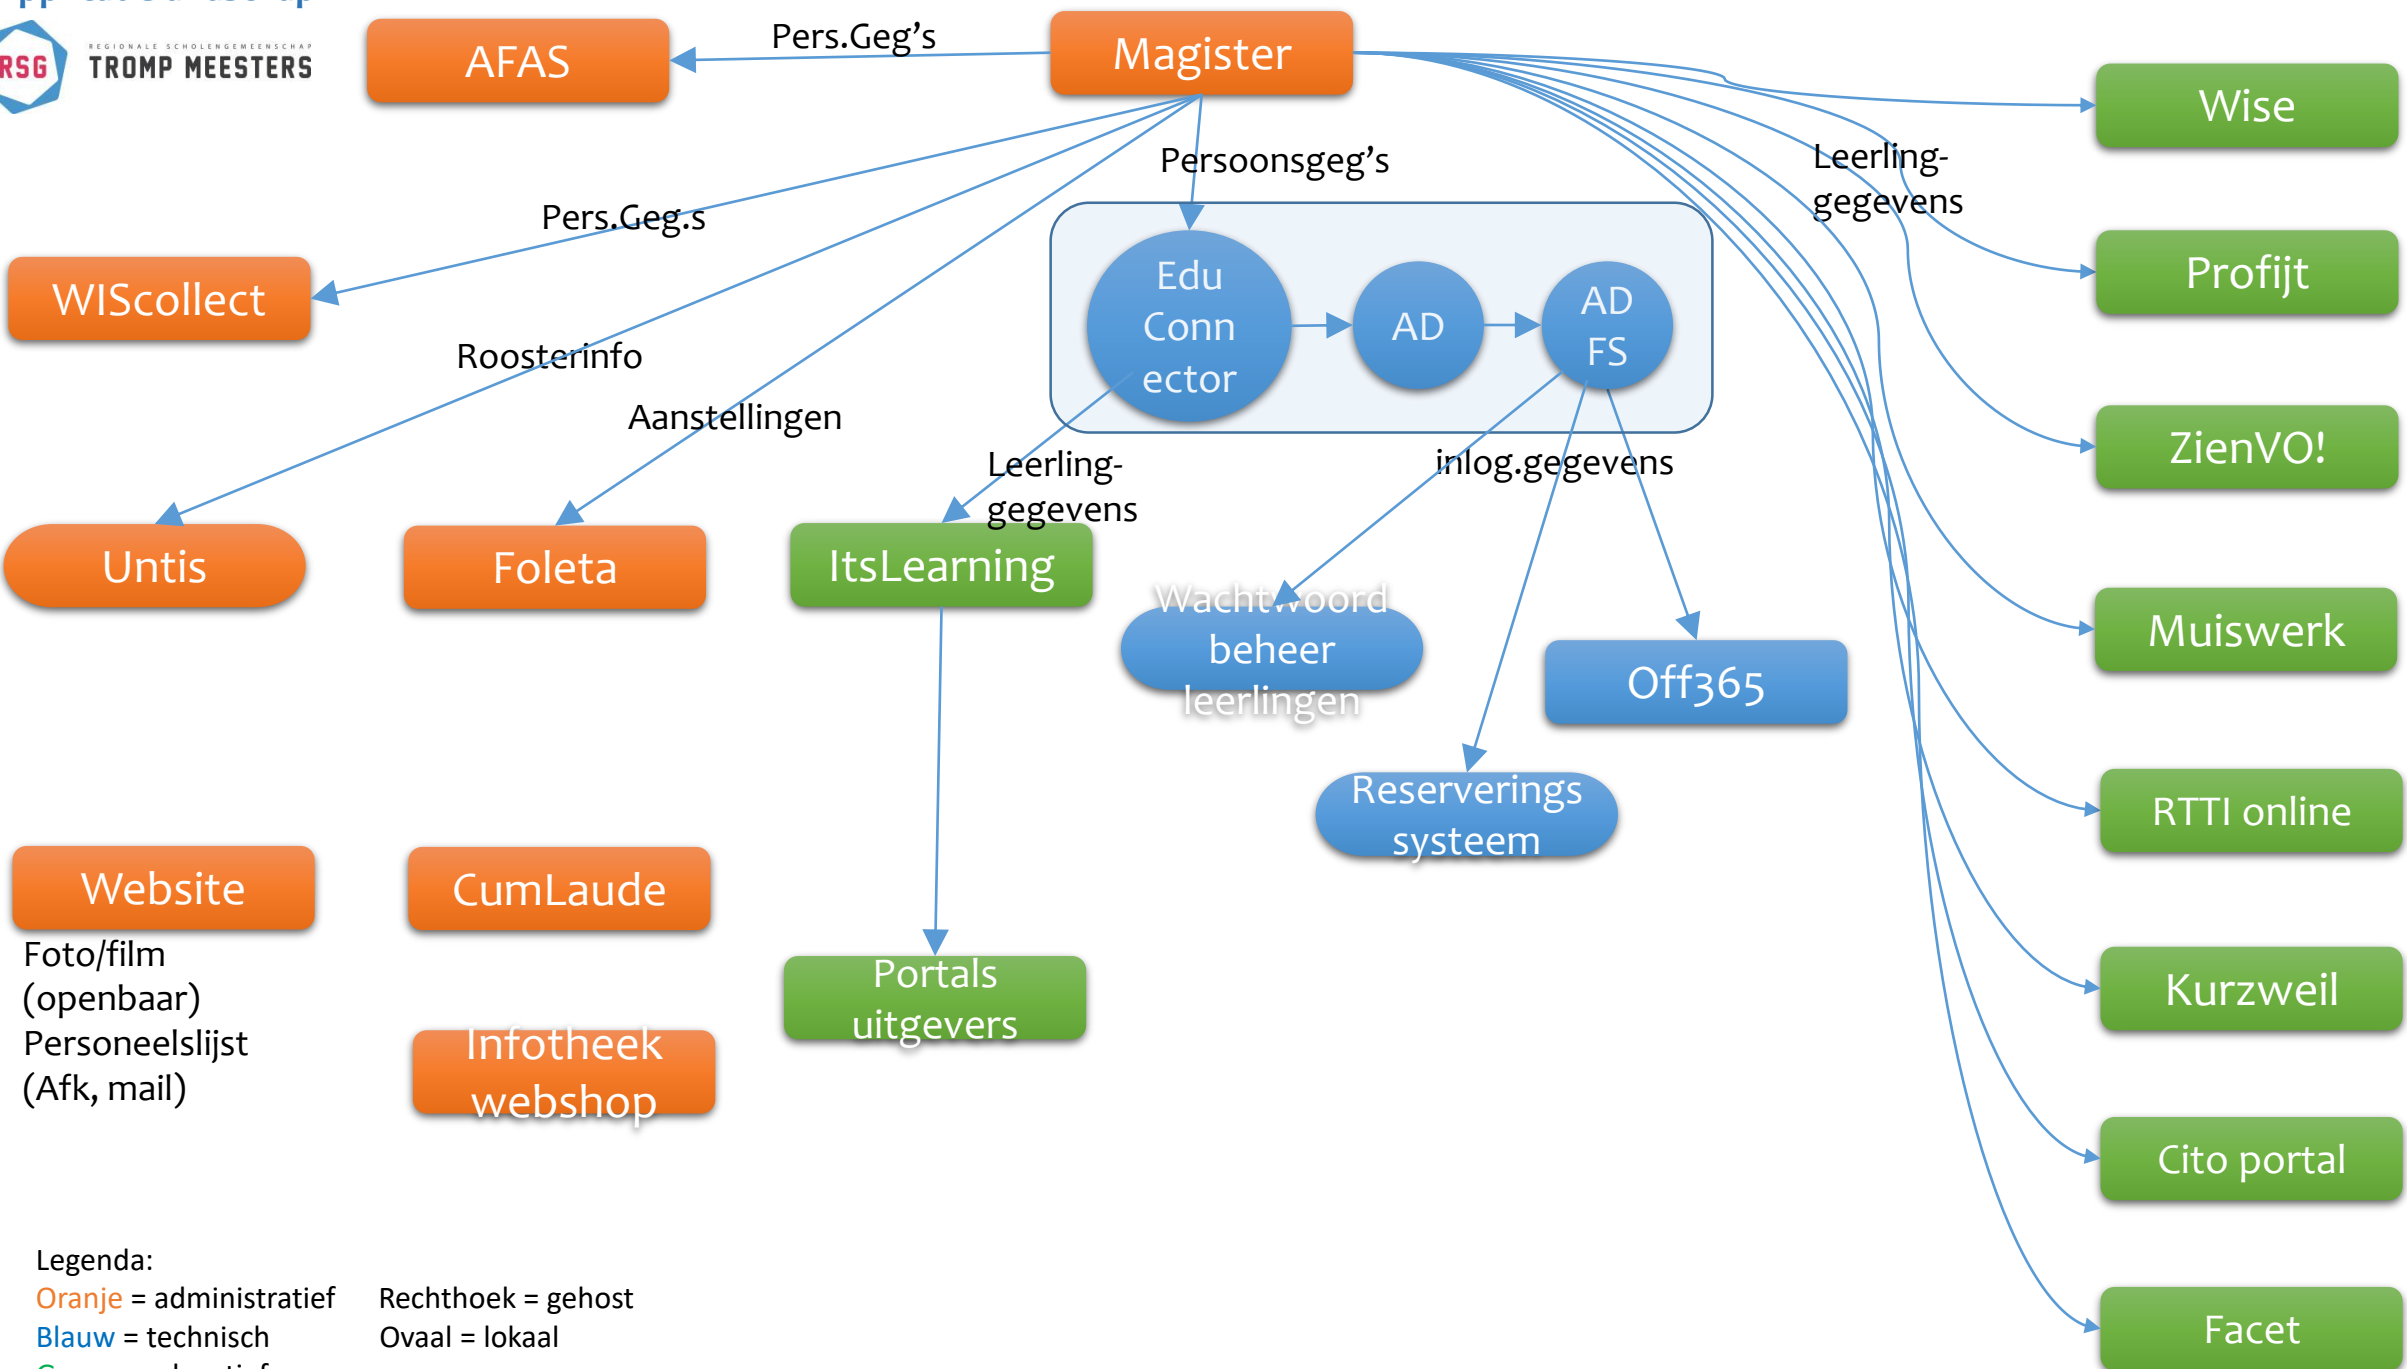 RSG
REGIONALE SCHOLENGEMEENSCHAP
TROMP MEESTERS
AFAS
Pers.Geg’s
Magister
Wise
Persoonsgeg’s
Leerling-
gegevens
Pers.Geg.s
WIScollect
Edu
Conn
ector
AD
AD
FS
Profijt
Roosterinfo
Aanstellingen
Leerling-
gegevens
inlog.gegevens
ZienVO!
Untis
Foleta
ItsLearning
Wachtwoord
beheer
leerlingen
Off365
Muiswerk
Reserverings
systeem
RTTI online
Website
CumLaude
Foto/film
(openbaar)
Personeelslijst
(Afk, mail)
Portals
uitgevers
Kurzweil
Infotheek
webshop
Cito portal
Legenda:
Oranje = administratief
Rechthoek = gehost
Blauw = technisch
Ovaal = lokaal
Facet